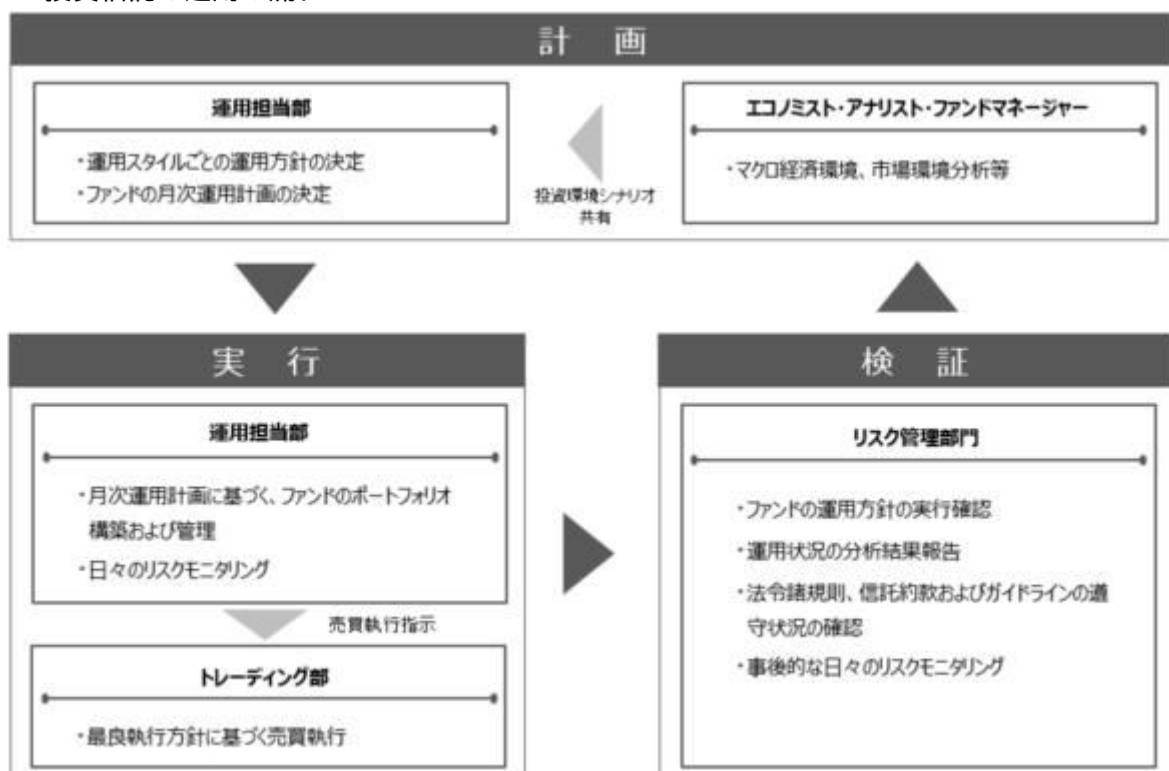 計 画
運用担当部
・運用スタイルごとの運用方針の決定
・ファンドの月次運用計画の決定
投資環境シナリオ
共有
エコノミスト・アナリスト・ファンドマネージャー
・マクロ経済環境、市場環境分析等
実 行
運用担当部
・月次運用計画に基づく、ファンドのポートフォリオ
構築および管理
・日々のリスクモニタリング
売買執行指示
トレーディング部
・最良執行方針に基づく売買執行
検 証
リスク管理部門
・ファンドの運用方針の実行確認
・運用状況の分析結果報告
・法令諸規則、信託約款およびガイドラインの遵
守状況の確認
・事後的な日々のリスクモニタリング